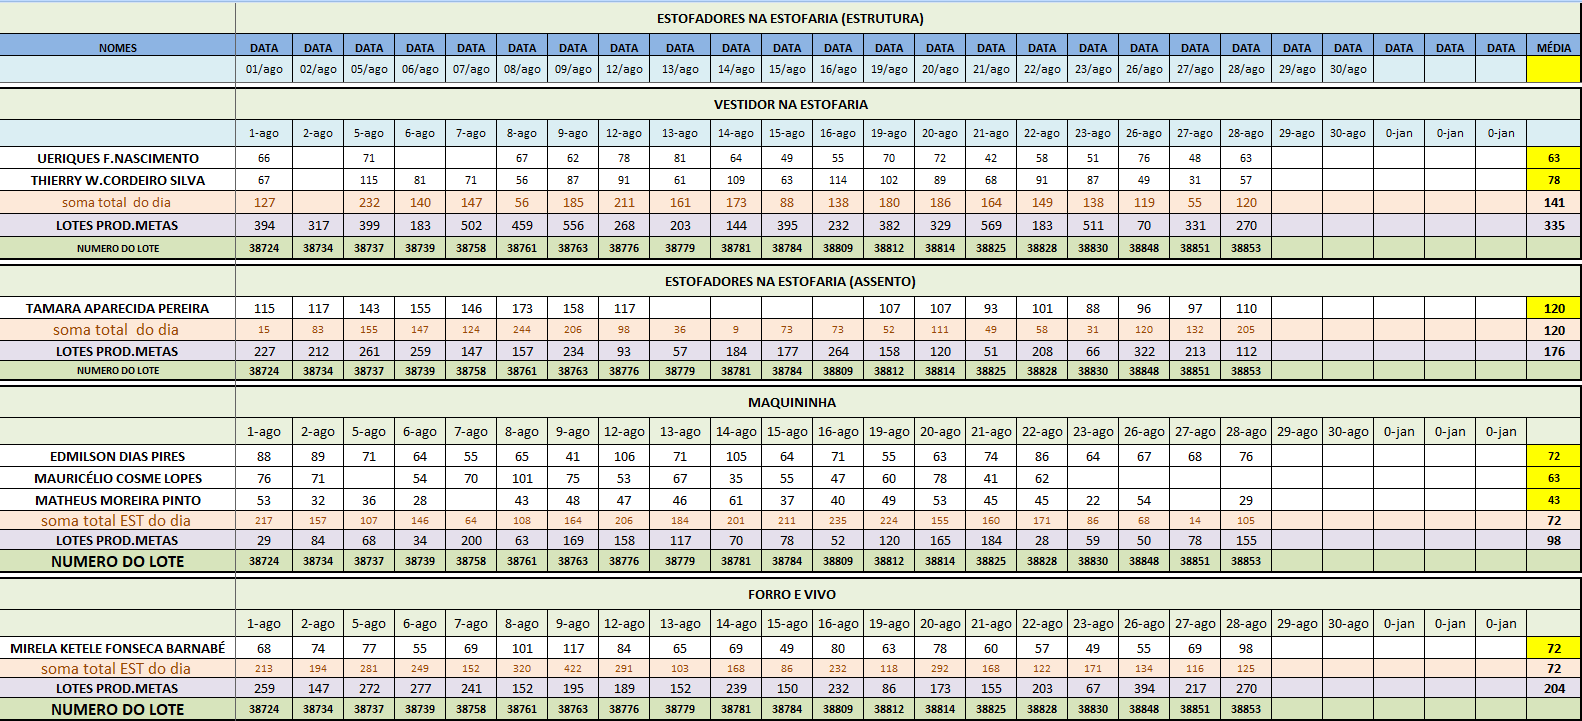 ESTOFADORES NA ESTOFARIA (ESTRUTURA)
NOMES DATA DATA DATA DATA DATA DATA DATA DATA DATA DATA DATA DATA DATA DATA DATA DATA DATA DATA DATA DATA DATA DATA DATA DATA DATA MÉDIA
01/ago 02/ago 05/ago 06/ago 07/ago 08/ago 09/ago 12/ago 13/ago 14/ago 15/ago 16/ago 19/ago 20/ago 21/ago 22/ago 23/ago 26/ago 27/ago 28/ago 29/ago 30/ago
VESTIDOR NA ESTOFARIA
1-ago 2-ago 5-ago 6-ago 7-ago 8-ago 9-ago 12-ago 13-ago 14-ago 15-ago 16-ago 19-ago 20-ago 21-ago 22-ago 23-ago 26-ago 27-ago 28-ago 29-ago 30-ago 0-jan 0-jan 0-jan
UERIQUES F.NASCIMENTO 66 71 67 62 78 81 64 49 55 70 72 42 58 51 76 48 63 63
THIERRY W.CORDEIRO SILVA 67 115 81 71 56 87 91 61 109 63 114 102 89 68 91 87 49 31 57 78
soma total do dia 127 232 140 147 56 185 211 161 173 88 138 180 186 164 149 138 119 55 120 141
LOTES PROD.METAS 394 317 399 183 502 459 556 268 203 144 395 232 382 329 569 183 511 70 331 270 335
NUMERO DO LOTE 38724 38734 38737 38739 38758 38761 38763 38776 38779 38781 38784 38809 38812 38814 38825 38828 38830 38848 38851 38853
ESTOFADORES NA ESTOFARIA (ASSENTO)
TAMARA APARECIDA PEREIRA 115 117 143 155 146 173 158 117 107 107 93 101 88 96 97 110 120
soma total do dia 15 83 155 147 124 244 206 98 36 9 73 73 52 111 49 58 31 120 132 205 120
LOTES PROD.METAS 227 212 261 259 147 157 234 93 57 184 177 264 158 120 51 208 66 322 213 112 176
NUMERO DO LOTE 38724 38734 38737 38739 38758 38761 38763 38776 38779 38781 38784 38809 38812 38814 38825 38828 38830 38848 38851 38853
MAQUININHA
1-ago 2-ago 5-ago 6-ago 7-ago 8-ago 9-ago 12-ago 13-ago 14-ago 15-ago 16-ago 19-ago 20-ago 21-ago 22-ago 23-ago 26-ago 27-ago 28-ago 29-ago 30-ago 0-jan 0-jan 0-jan
EDMILSON DIAS PIRES 88 89 71 64 55 65 41 106 71 105 64 71 55 63 74 86 64 67 68 76 72
MAURICÉLIO COSME LOPES 76 71 54 70 101 75 53 67 35 55 47 60 78 41 62 63
MATHEUS MOREIRA PINTO 53 32 36 28 43 48 47 46 61 37 40 49 53 45 45 22 54 29 43
soma total EST do dia 217 157 107 146 64 108 164 206 184 201 211 235 224 155 160 171 86 68 14 105 72
LOTES PROD.METAS 29 84 68 34 200 63 169 158 117 70 78 52 120 165 184 28 59 50 78 155 98
NUMERO DO LOTE 38724 38734 38737 38739 38758 38761 38763 38776 38779 38781 38784 38809 38812 38814 38825 38828 38830 38848 38851 38853
FORRO E VIVO
1-ago 2-ago 5-ago 6-ago 7-ago 8-ago 9-ago 12-ago 13-ago 14-ago 15-ago 16-ago 19-ago 20-ago 21-ago 22-ago 23-ago 26-ago 27-ago 28-ago 29-ago 30-ago 0-jan 0-jan 0-jan
MIRELA KETELE FONSECA BARNABÉ 68 74 77 55 69 101 117 84 65 69 49 80 63 78 60 57 49 55 69 98 72
soma total EST do dia 213 194 281 249 152 320 422 291 103 168 86 232 118 292 168 122 171 134 116 125 72
LOTES PROD.METAS 259 147 272 277 241 152 195 189 152 239 150 232 86 173 155 203 67 394 217 270 204
NUMERO DO LOTE 38724 38734 38737 38739 38758 38761 38763 38776 38779 38781 38784 38809 38812 38814 38825 38828 38830 38848 38851 38853